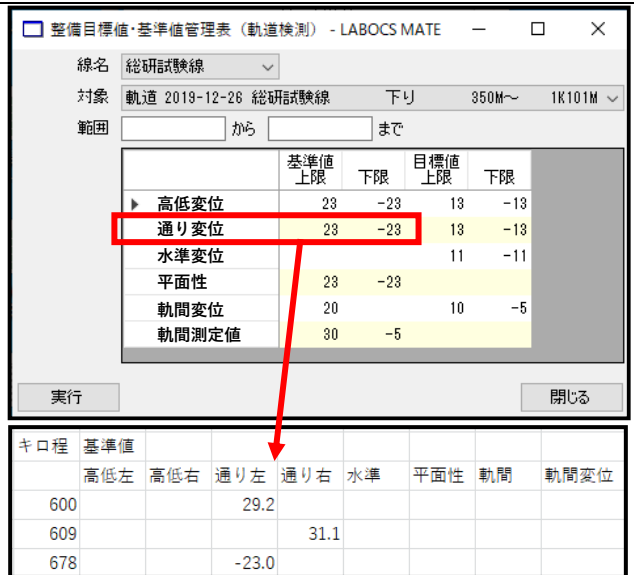 整備目標値・基準値管理表（軌道検測） - LABOCS MATE
線名 総研試験線
対象 軌道 2019-12-26 総研試験線 下り 350M～ 1K101M
範囲 から まで
基準値上限 下限 目標値上限 下限
高低変位 23 -23 13 -13
通り変位 23 -23 13 -13
水準変位 11 -11
平面性 23 -23
軌間変位 20 10 -5
軌間測定値 30 -5
実行 閉じる
キロ程 基準値
高低左 高低右 通り左 通り右 水準 平面性 軌間 軌間変位
600 29.2
609 31.1
678 -23.0